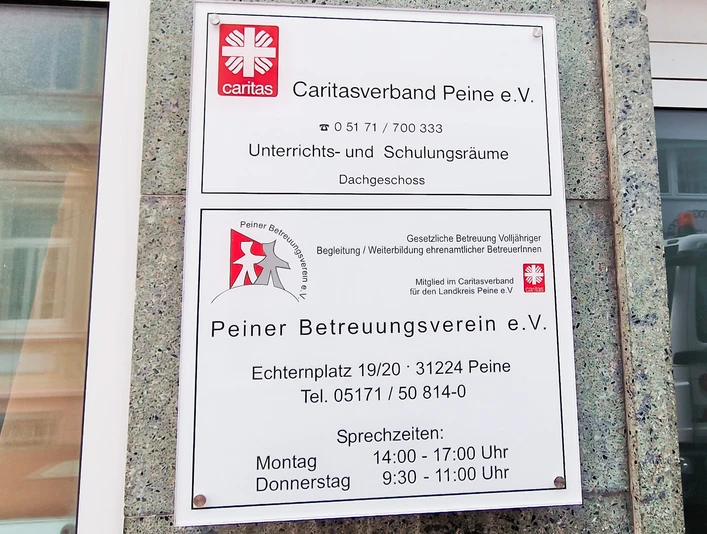 caritas
Caritasverband Peine e.V.
☎ 0 51 71 / 700 333
Unterrichts- und Schulungsräume
Dachgeschoss
Peiner Betreuungsverein e.V.
Gesetzliche Betreuung Volljähriger
Begleitung / Weiterbildung ehrenamtlicher BetreuerInnen
Mitglied im Caritasverband
für den Landkreis Peine e.V
caritas
Peiner Betreuungsverein e.V.
Echternplatz 19/20 · 31224 Peine
Tel. 05171 / 50 814-0
Sprechzeiten:
Montag 14:00 - 17:00 Uhr
Donnerstag 9:30 - 11:00 Uhr